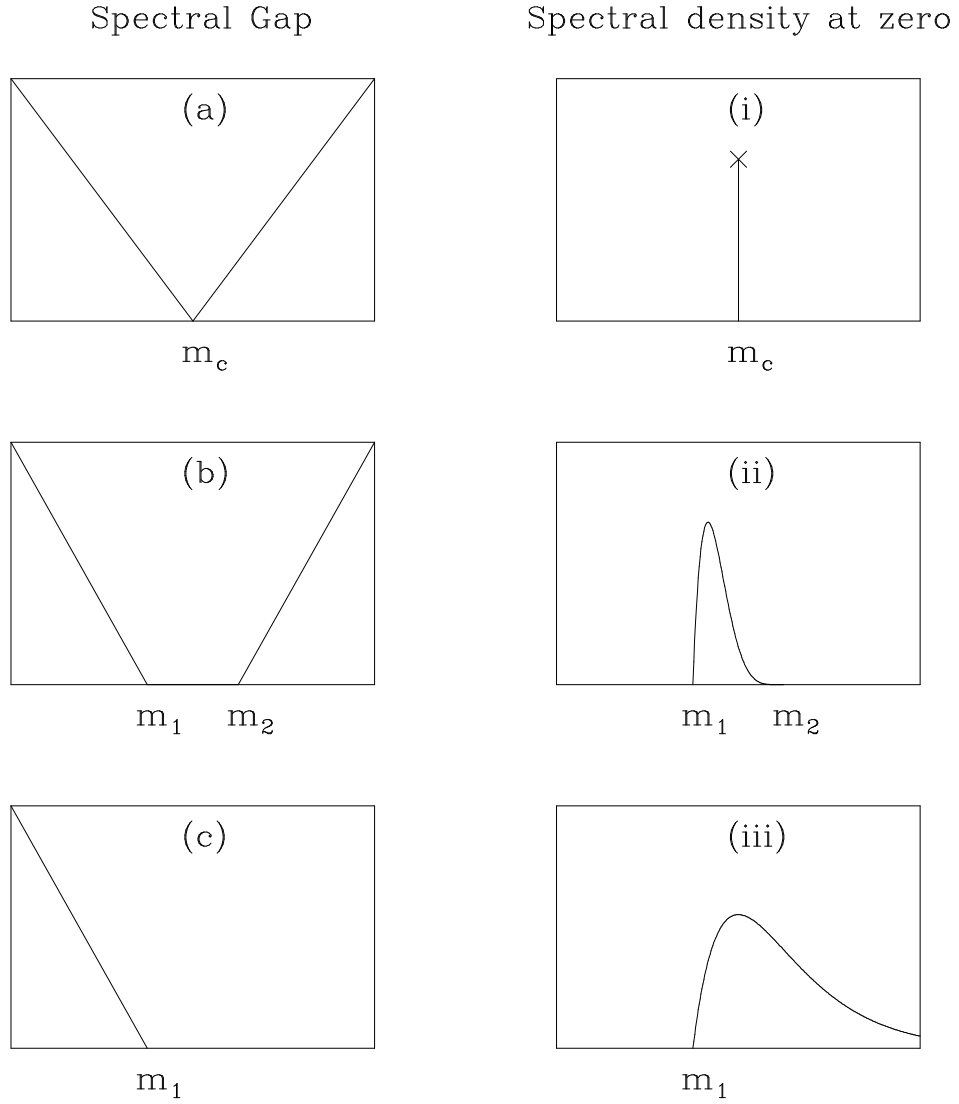 Spectral Gap Spectral density at zero
(a) (i)
m_c m_c
(b) (ii)
m_1 m_2 m_1 m_2
(c) (iii)
m_1 m_1